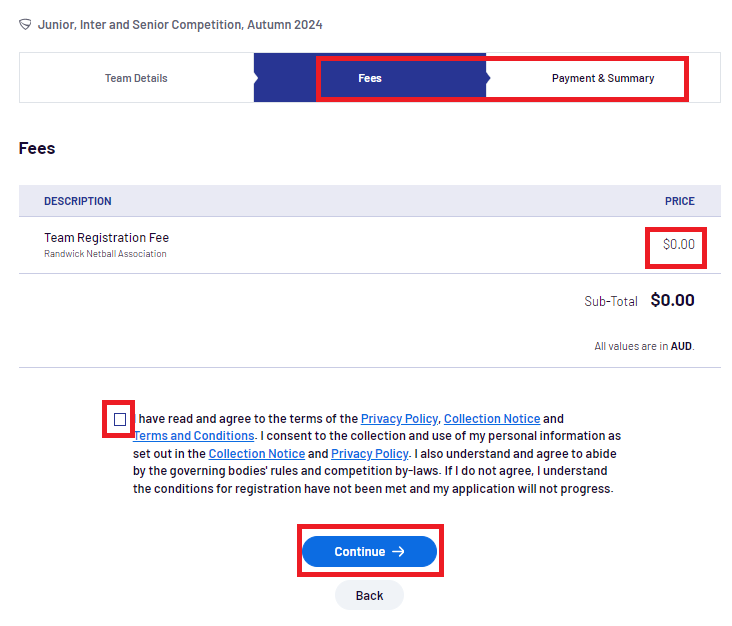 Junior, Inter and Senior Competition, Autumn 2024
Team Details
Fees
Payment & Summary
Fees
DESCRIPTION PRICE
Team Registration Fee
$0.00
Randwick Netball Association
Sub-Total $0.00
All values are in AUD.
I have read and agree to the terms of the Privacy Policy, Collection Notice and
Terms and Conditions. I consent to the collection and use of my personal information as
set out in the Collection Notice and Privacy Policy. I also understand and agree to abide
by the governing bodies' rules and competition by-laws. If I do not agree, I understand
the conditions for registration have not been met and my application will not progress.
Continue →
Back